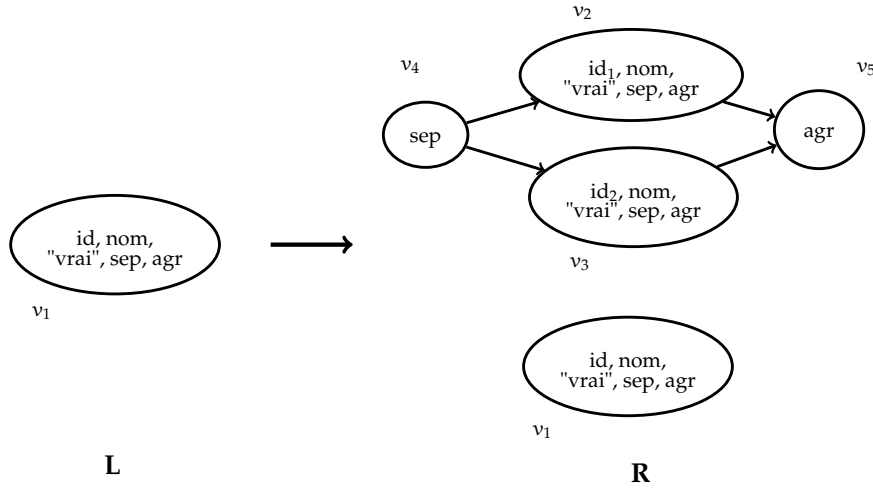 v₂
v₄
v₅
id₁, nom,
"vrai", sep, agr
sep
agr
id₂, nom,
"vrai", sep, agr
id, nom,
"vrai", sep, agr
v₃
v₁
id, nom,
"vrai", sep, agr
v₁
L
R